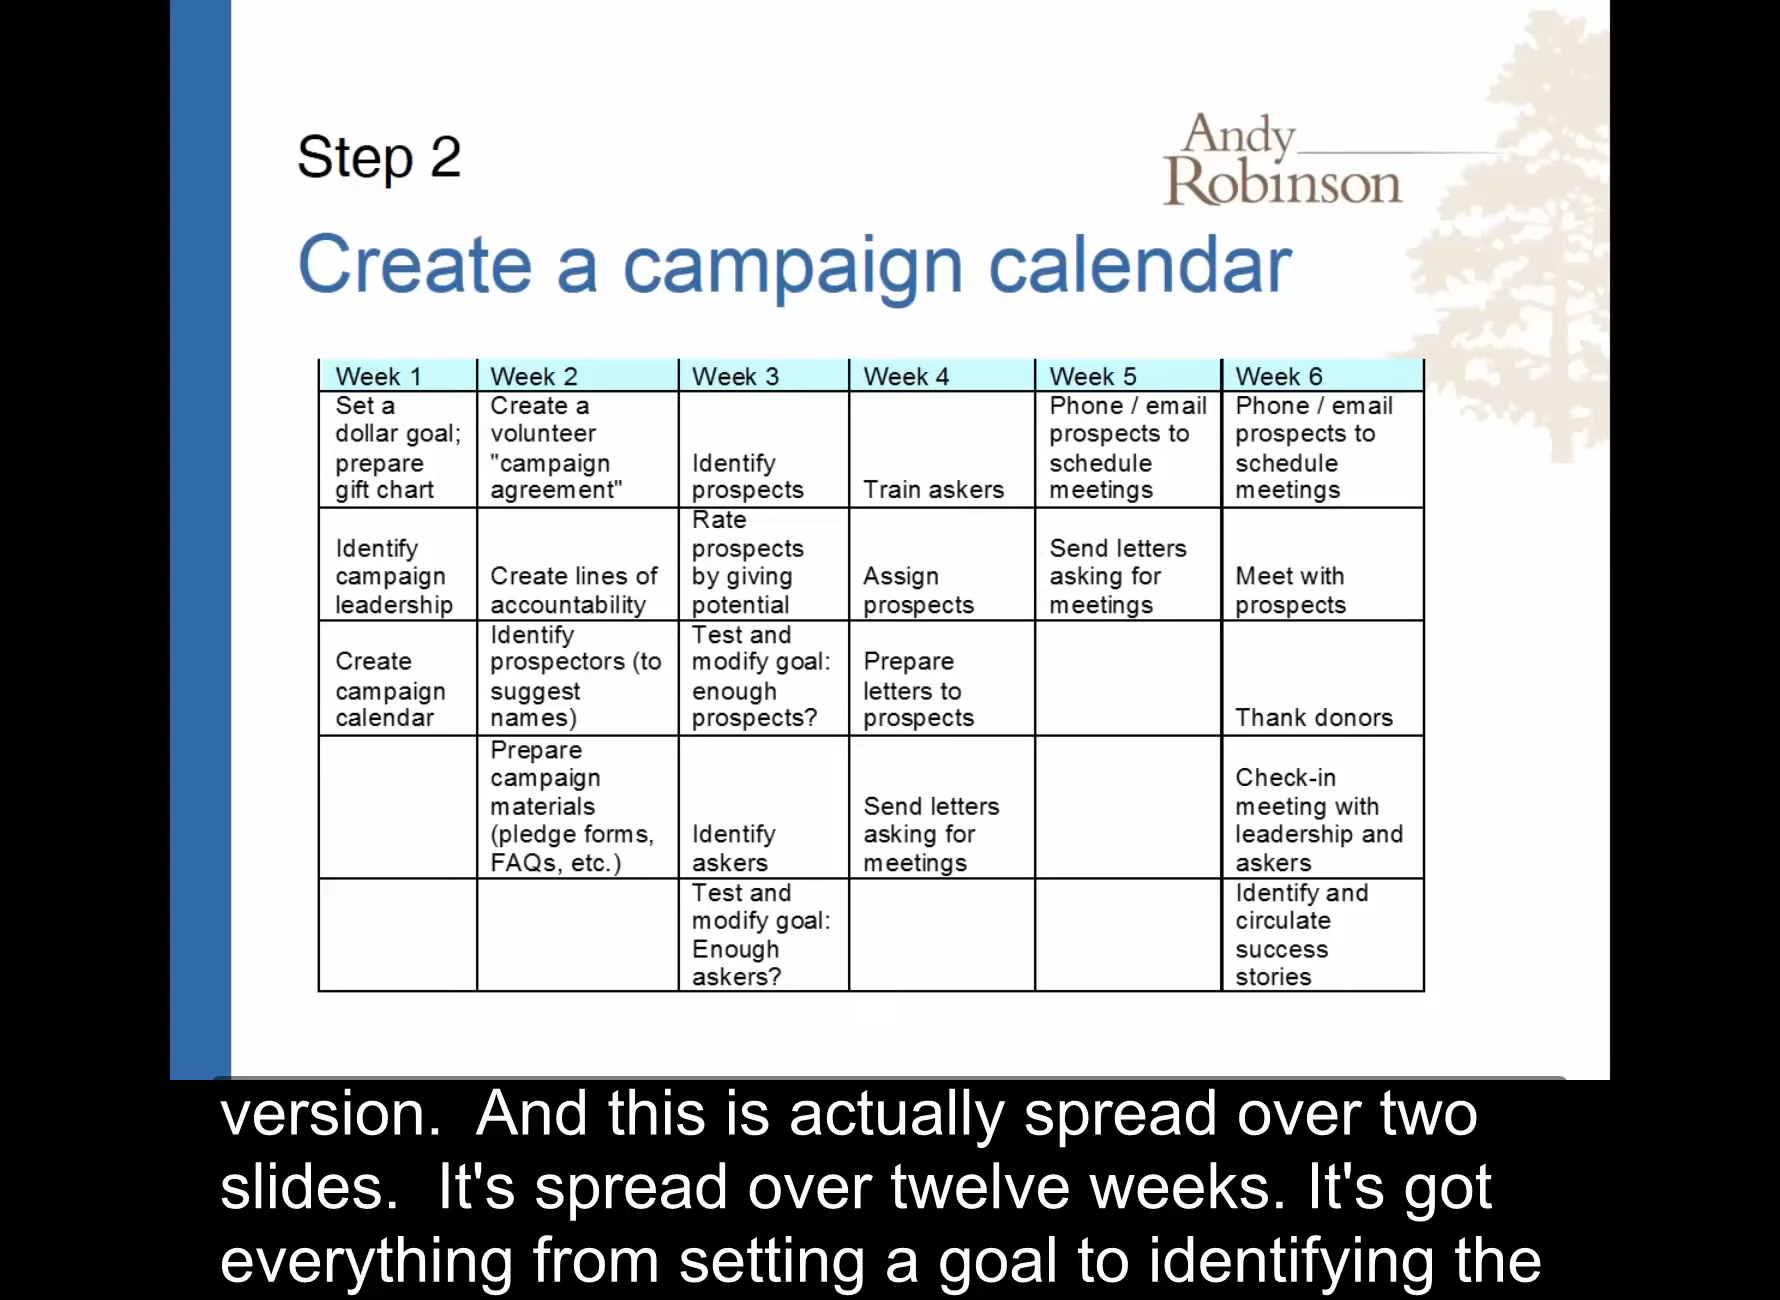 Step 2
Andy
Robinson
Create a campaign calendar
Week 1
Week 2
Week 3
Week 4
Week 5
Week 6
Set a
dollar goal;
prepare
gift chart
Create a
volunteer
"campaign
agreement"
Identify
prospects
Train askers
Phone / email
prospects to
schedule
meetings
Phone / email
prospects to
schedule
meetings
Identify
campaign
leadership
Create lines of
accountability
Rate
prospects
by giving
potential
Assign
prospects
Send letters
asking for
meetings
Meet with
prospects
Create
campaign
calendar
Identify
prospectors (to
suggest
names)
Test and
modify goal:
enough
prospects?
Prepare
letters to
prospects
Thank donors
Prepare
campaign
materials
(pledge forms,
FAQs, etc.)
Identify
askers
Send letters
asking for
meetings
Check-in
meeting with
leadership and
askers
Test and
modify goal:
Enough
askers?
Identify and
circulate
success
stories
version.  And this is actually spread over two
slides.  It's spread over twelve weeks. It's got
everything from setting a goal to identifying the